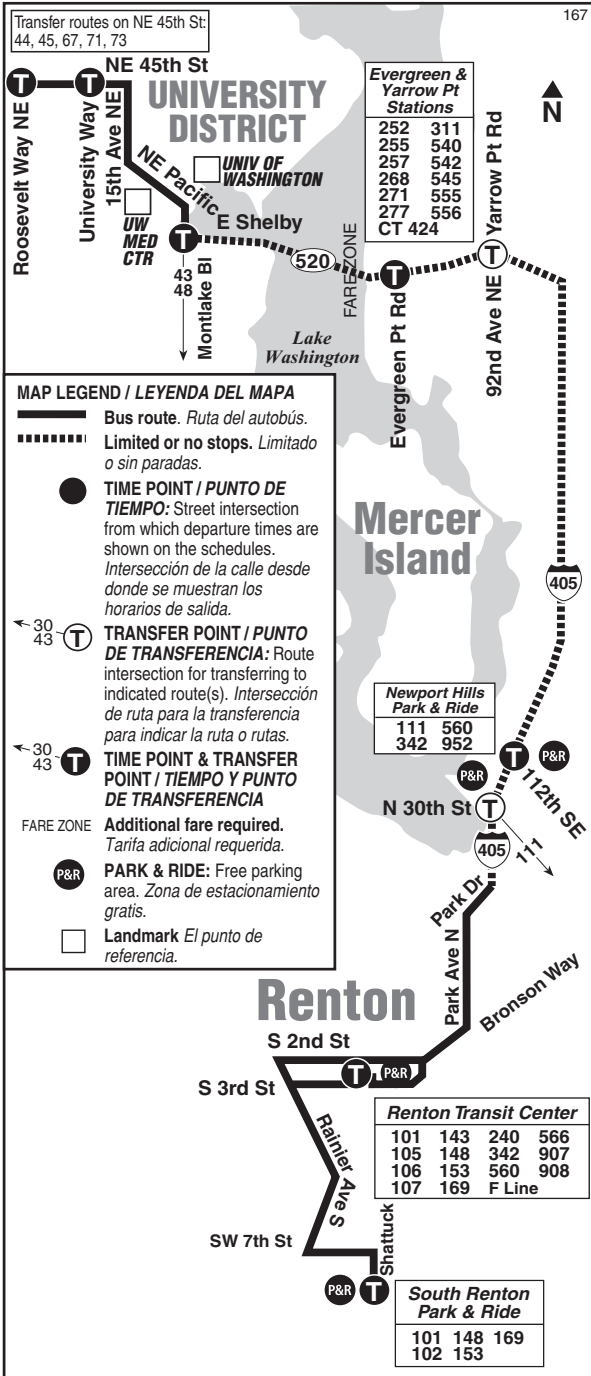 167
Transfer routes on NE 45th St:
44, 45, 67, 71, 73
NE 45th St
T
T
Roosevelt Way NE
University Way
15th Ave NE
UNIVERSITY
DISTRICT
NE Pacific
UNIV OF
WASHINGTON
UW
MED
CTR
T
E Shelby
43
48
Montlake Bl
520
FARE ZONE
Lake
Washington
Evergreen &
Yarrow Pt
Stations
252 311
255 540
257 542
268 545
271 555
277 556
CT 424
N
T
Evergreen Pt Rd
T
92nd Ave NE
Yarrow Pt Rd
MAP LEGEND / LEYENDA DEL MAPA
Bus route. Ruta del autobús.
Limited or no stops. Limitado
o sin paradas.
TIME POINT / PUNTO DE
TIEMPO: Street intersection
from which departure times are
shown on the schedules.
Intersección de la calle desde
donde se muestran los
horarios de salida.
30
43
T
TRANSFER POINT / PUNTO
DE TRANSFERENCIA: Route
intersection for transferring to
indicated route(s). Intersección
de ruta para la transferencia
para indicar la ruta o rutas.
30
43
T
TIME POINT & TRANSFER
POINT / TIEMPO Y PUNTO
DE TRANSFERENCIA
FARE ZONE Additional fare required.
Tarifa adicional requerida.
P&R PARK & RIDE: Free parking
area. Zona de estacionamiento
gratis.
Landmark El punto de
referencia.
Mercer
Island
405
Newport Hills
Park & Ride
111 560
342 952
P&R
T
P&R
112th SE
N 30th St
T
405
111
Park Dr
Park Ave N
Bronson Way
Renton
S 2nd St
T
P&R
S 3rd St
Renton Transit Center
101 143 240 566
105 148 342 907
106 153 560 908
107 169 F Line
Rainier Ave S
SW 7th St
Shattuck
P&R
T
South Renton
Park & Ride
101 148 169
102 153